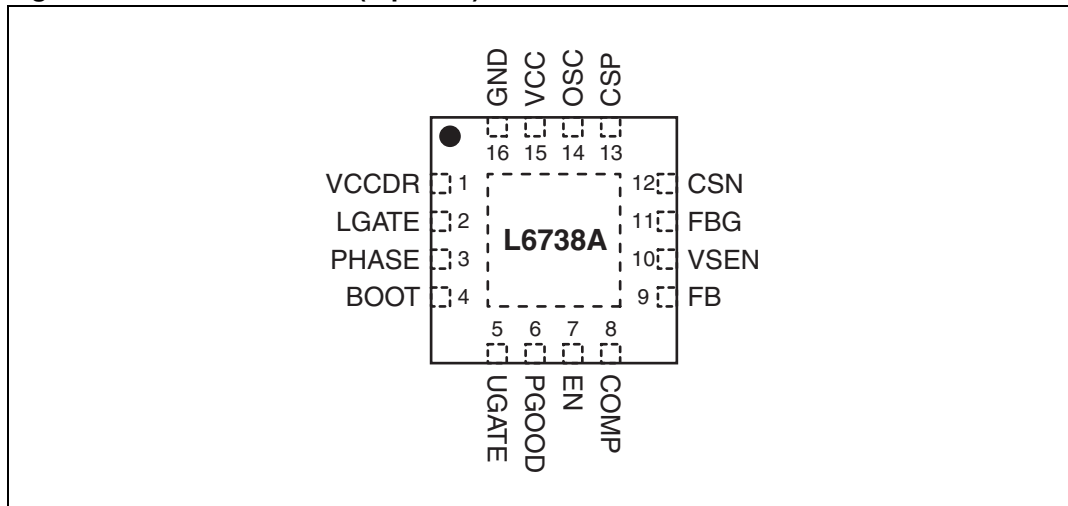 GND VCC OSC CSP
16 15 14 13
VCCDR 1
LGATE 2
PHASE 3
BOOT 4
L6738A
12 CSN
11 FBG
10 VSEN
9 FB
5 6 7 8
UGATE PGOOD EN COMP